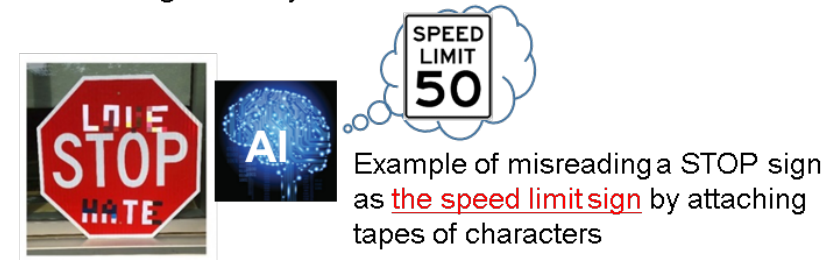 SPEED
LIMIT
50
LOVE
STOP
HATE
AI
Example of misreading a STOP sign
as the speed limit sign by attaching
tapes of characters